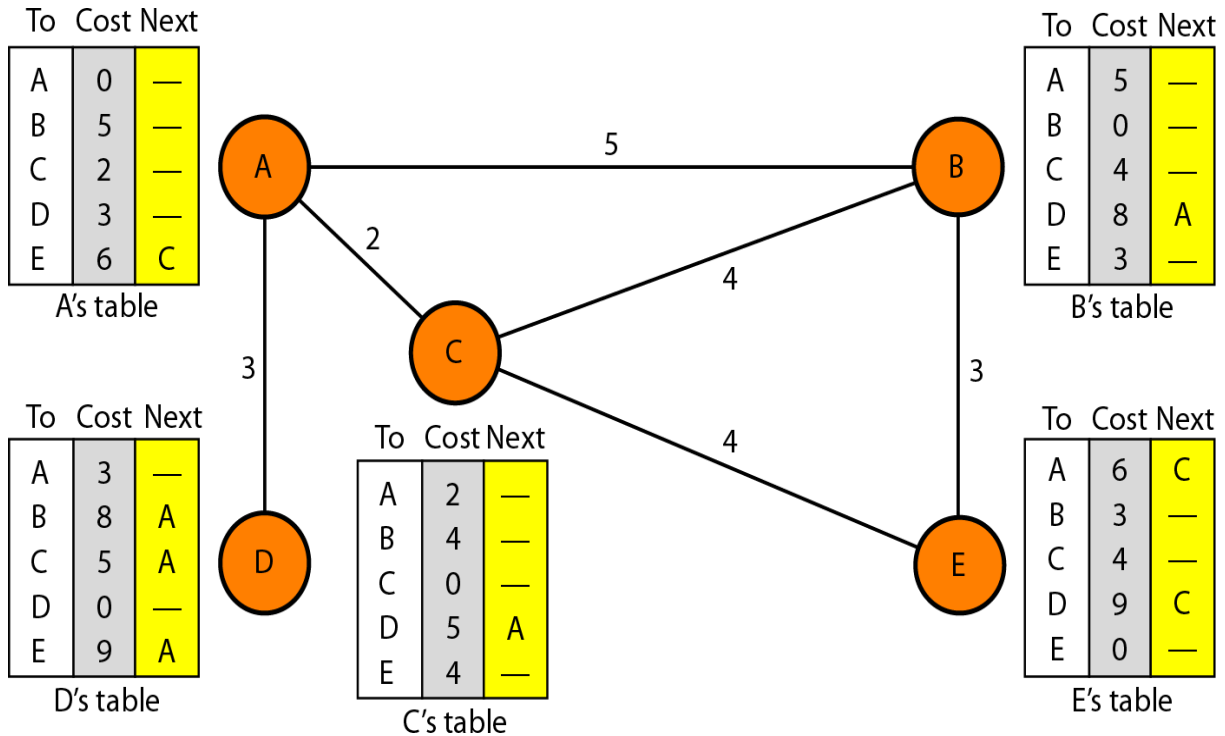 To Cost Next
A 0 —
B 5 —
C 2 —
D 3 —
E 6 C
A's table
To Cost Next
A 5 —
B 0 —
C 4 —
D 8 A
E 3 —
B's table
A
5
B
2
4
C
3
3
4
D
E
To Cost Next
A 3 —
B 8 A
C 5 A
D 0 —
E 9 A
D's table
To Cost Next
A 2 —
B 4 —
C 0 —
D 5 A
E 4 —
C's table
To Cost Next
A 6 C
B 3 —
C 4 —
D 9 C
E 0 —
E's table